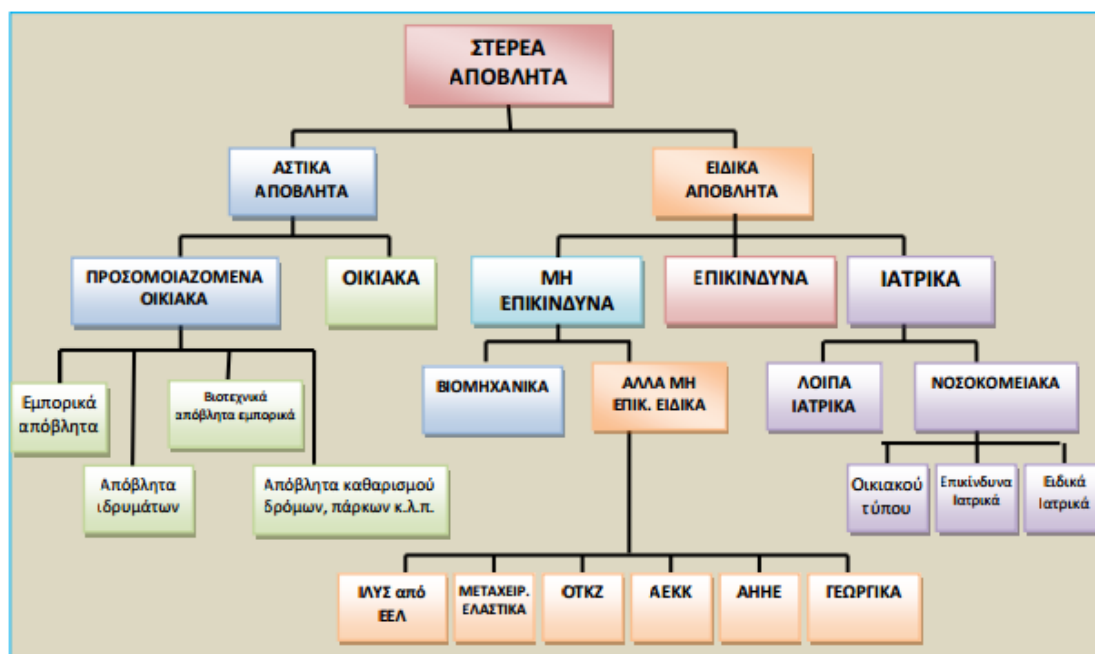 ΣΤΕΡΕΑ
ΑΠΟΒΛΗΤΑ
ΑΣΤΙΚΑ
ΑΠΟΒΛΗΤΑ
ΕΙΔΙΚΑ
ΑΠΟΒΛΗΤΑ
ΠΡΟΣΟΜΟΙΑΖΟΜΕΝΑ
ΟΙΚΙΑΚΑ
ΟΙΚΙΑΚΑ
ΜΗ
ΕΠΙΚΙΝΔΥΝΑ
ΕΠΙΚΙΝΔΥΝΑ
ΙΑΤΡΙΚΑ
Εμπορικά
απόβλητα
Βιοτεχνικά
απόβλητα εμπορικά
ΒΙΟΜΗΧΑΝΙΚΑ
ΑΛΛΑ ΜΗ
ΕΠΙΚ. ΕΙΔΙΚΑ
ΛΟΙΠΑ
ΙΑΤΡΙΚΑ
ΝΟΣΟΚΟΜΕΙΑΚΑ
Απόβλητα
ιδρυμάτων
Απόβλητα καθαρισμού
δρόμων, πάρκων κ.λ.π.
Οικιακού
τύπου
Επικίνδυνα
Ιατρικά
Ειδικά
Ιατρικά
ΙΛΥΣ από
ΕΕΛ
ΜΕΤΑΧΕΙΡ.
ΕΛΑΣΤΙΚΑ
ΟΤΚΖ
ΑΕΚΚ
ΑΗΗΕ
ΓΕΩΡΓΙΚΑ